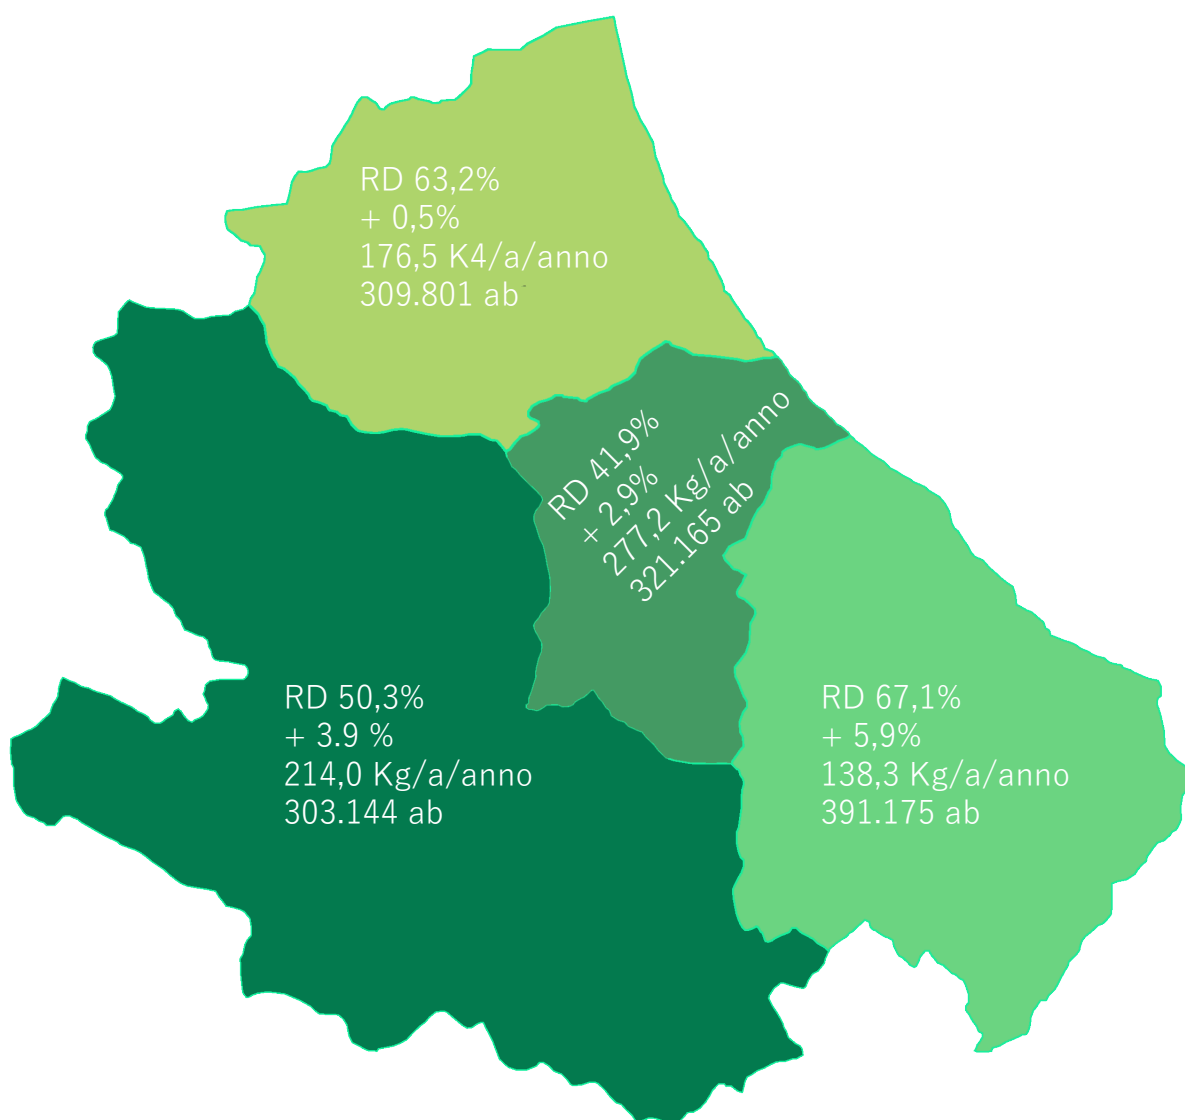 RD 63,2%
+ 0,5%
176,5 K4/a/anno
309.801 ab
RD 41,9%
+ 2,9%
277,2 Kg/a/anno
321.165 ab
RD 50,3%
+ 3.9 %
214,0 Kg/a/anno
303.144 ab
RD 67,1%
+ 5,9%
138,3 Kg/a/anno
391.175 ab